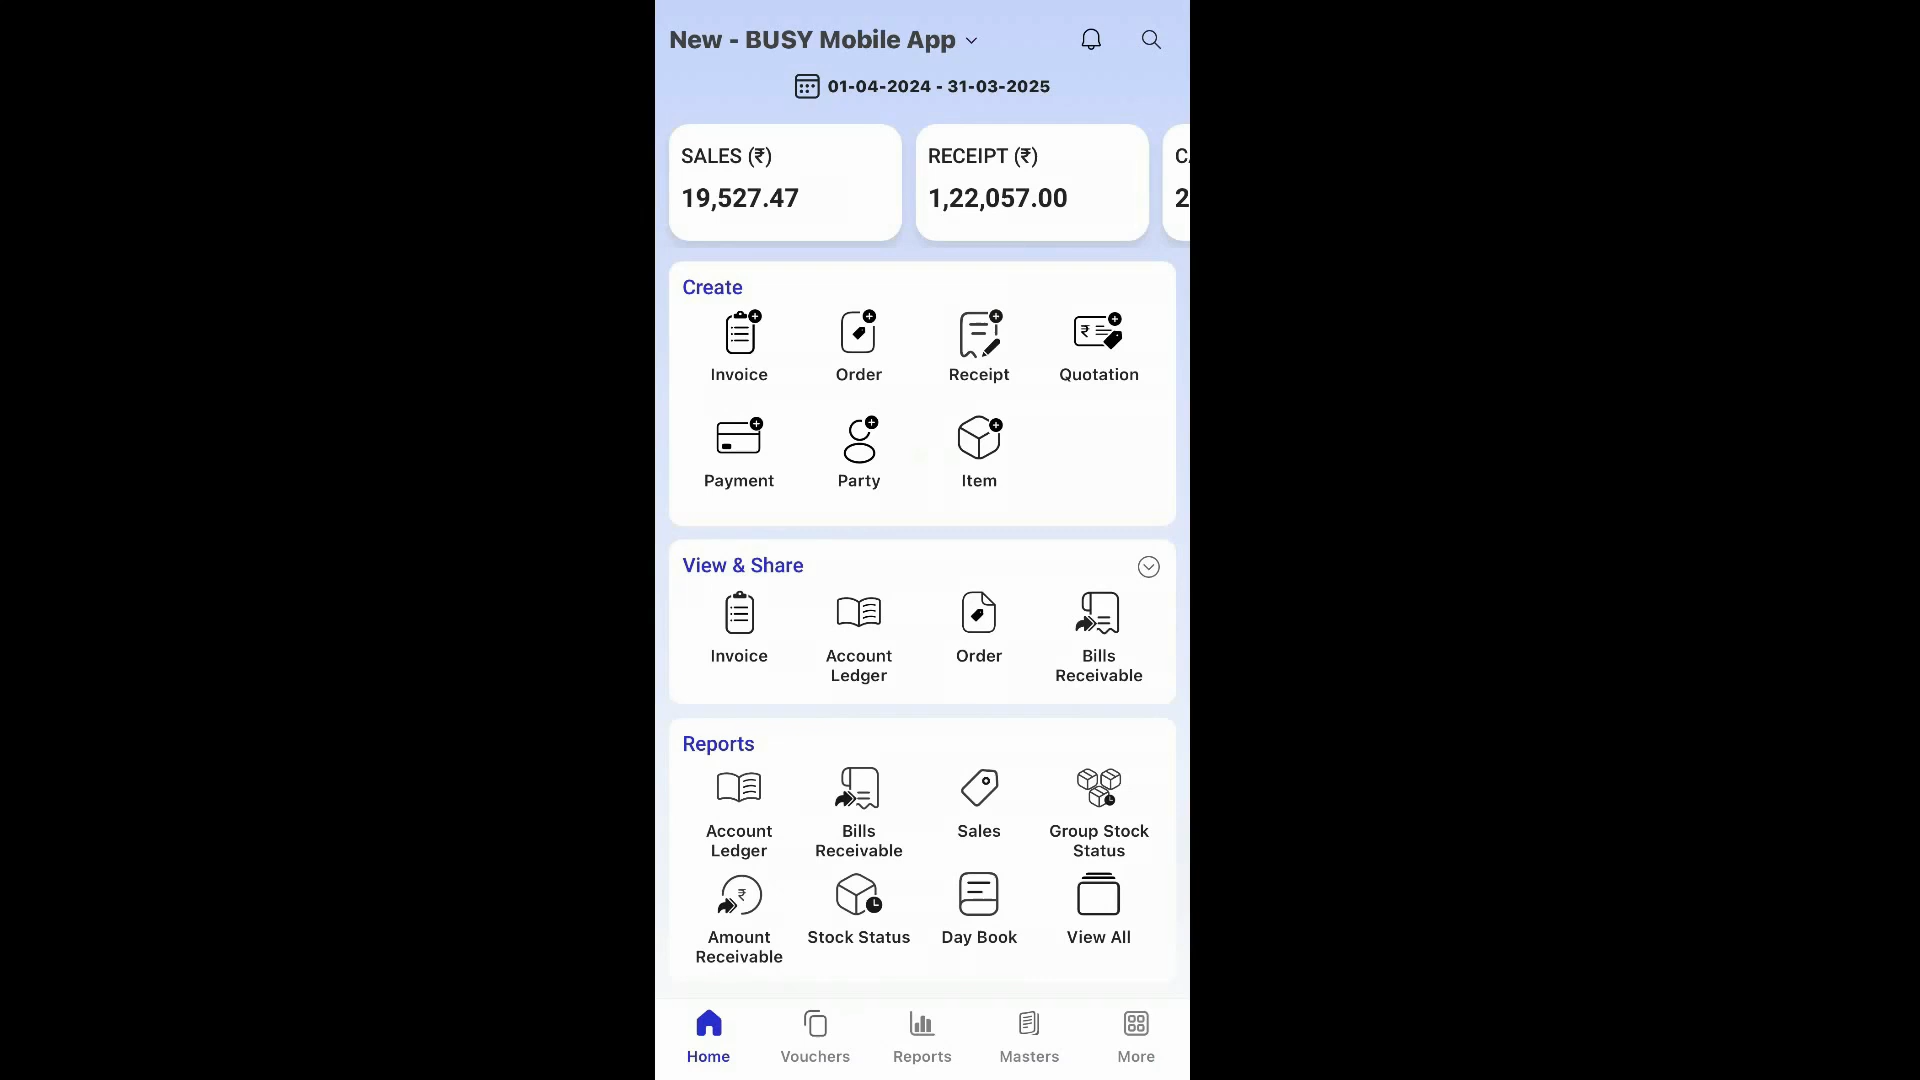 New - BUSY Mobile App
01-04-2024 - 31-03-2025
SALES (₹)
19,527.47
RECEIPT (₹)
1,22,057.00
Create
Invoice
Order
Receipt
Quotation
Payment
Party
Item
View & Share
Invoice
Account
Ledger
Order
Bills
Receivable
Reports
Account
Ledger
Bills
Receivable
Sales
Group Stock
Status
Amount
Receivable
Stock Status
Day Book
View All
Home
Vouchers
Reports
Masters
More